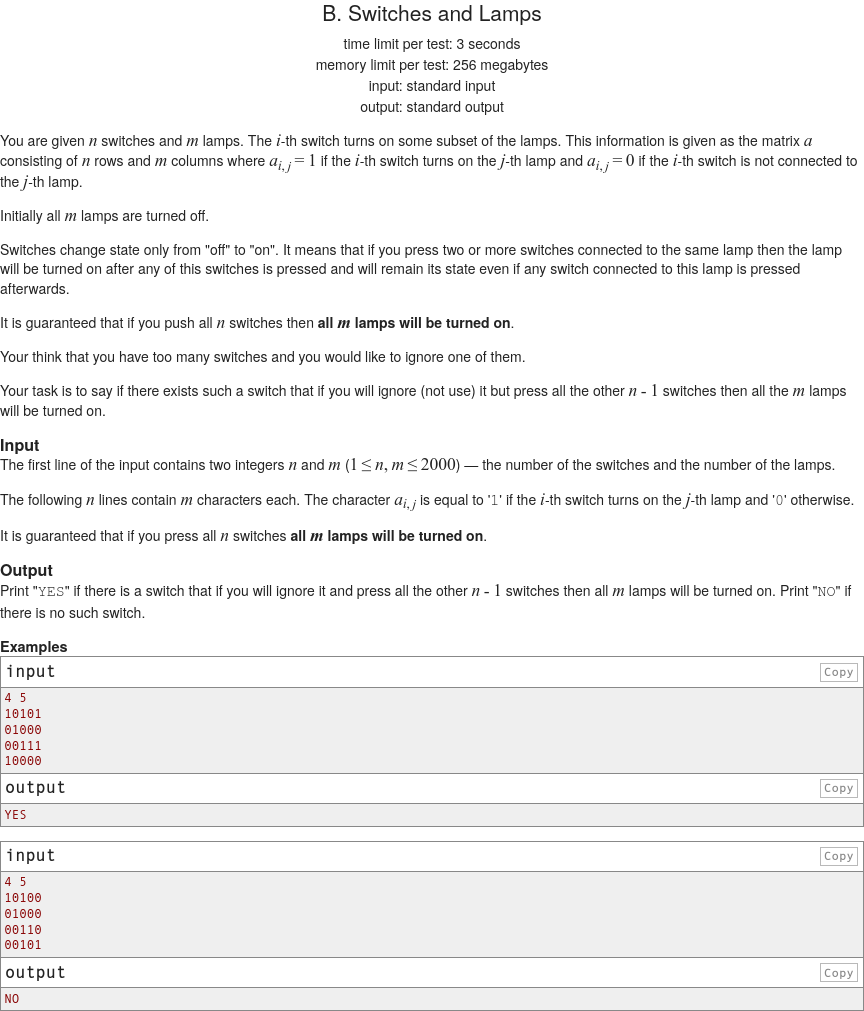 B. Switches and Lamps
time limit per test: 3 seconds
memory limit per test: 256 megabytes
input: standard input
output: standard output
You are given n switches and m lamps. The i-th switch turns on some subset of the lamps. This information is given as the matrix a
consisting of n rows and m columns where a_{i,j} = 1 if the i-th switch turns on the j-th lamp and a_{i,j} = 0 if the i-th switch is not connected to
the j-th lamp.
Initially all m lamps are turned off.
Switches change state only from "off" to "on". It means that if you press two or more switches connected to the same lamp then the lamp
will be turned on after any of this switches is pressed and will remain its state even if any switch connected to this lamp is pressed
afterwards.
It is guaranteed that if you push all n switches then all m lamps will be turned on.
Your think that you have too many switches and you would like to ignore one of them.
Your task is to say if there exists such a switch that if you will ignore (not use) it but press all the other n - 1 switches then all the m lamps
will be turned on.
Input
The first line of the input contains two integers n and m (1 ≤ n, m ≤ 2000) — the number of the switches and the number of the lamps.
The following n lines contain m characters each. The character a_{i,j} is equal to '1' if the i-th switch turns on the j-th lamp and '0' otherwise.
It is guaranteed that if you press all n switches all m lamps will be turned on.
Output
Print "YES" if there is a switch that if you will ignore it and press all the other n - 1 switches then all m lamps will be turned on. Print "NO" if
there is no such switch.
Examples
input Copy
4 5
10101
01000
00111
10000
output Copy
YES
input Copy
4 5
10100
01000
00110
00101
output Copy
NO